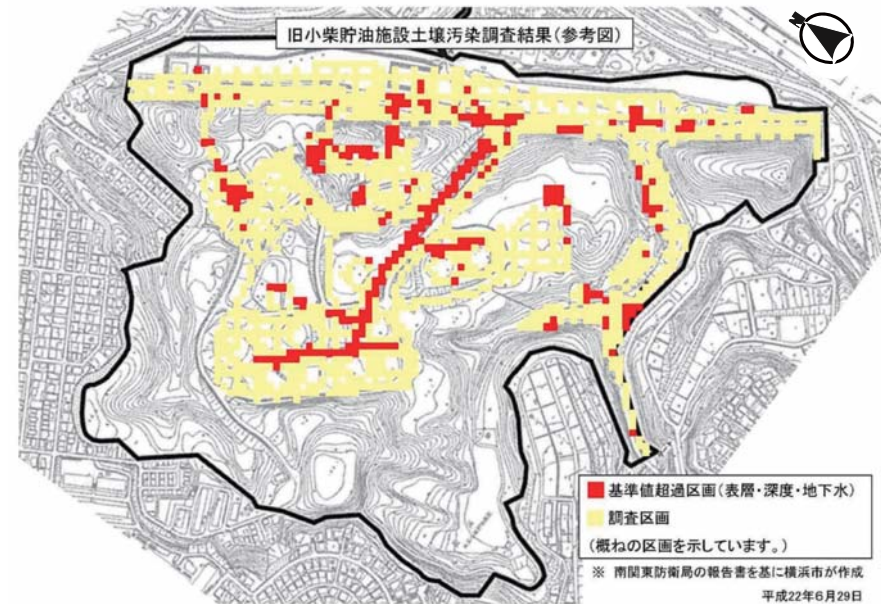 旧小柴貯油施設土壌汚染調査結果(参考図)
基準値超過区画(表層・深度・地下水)
調査区画
(概ねの区画を示しています。)
※ 南関東防衛局の報告書を基に横浜市が作成
平成22年6月29日